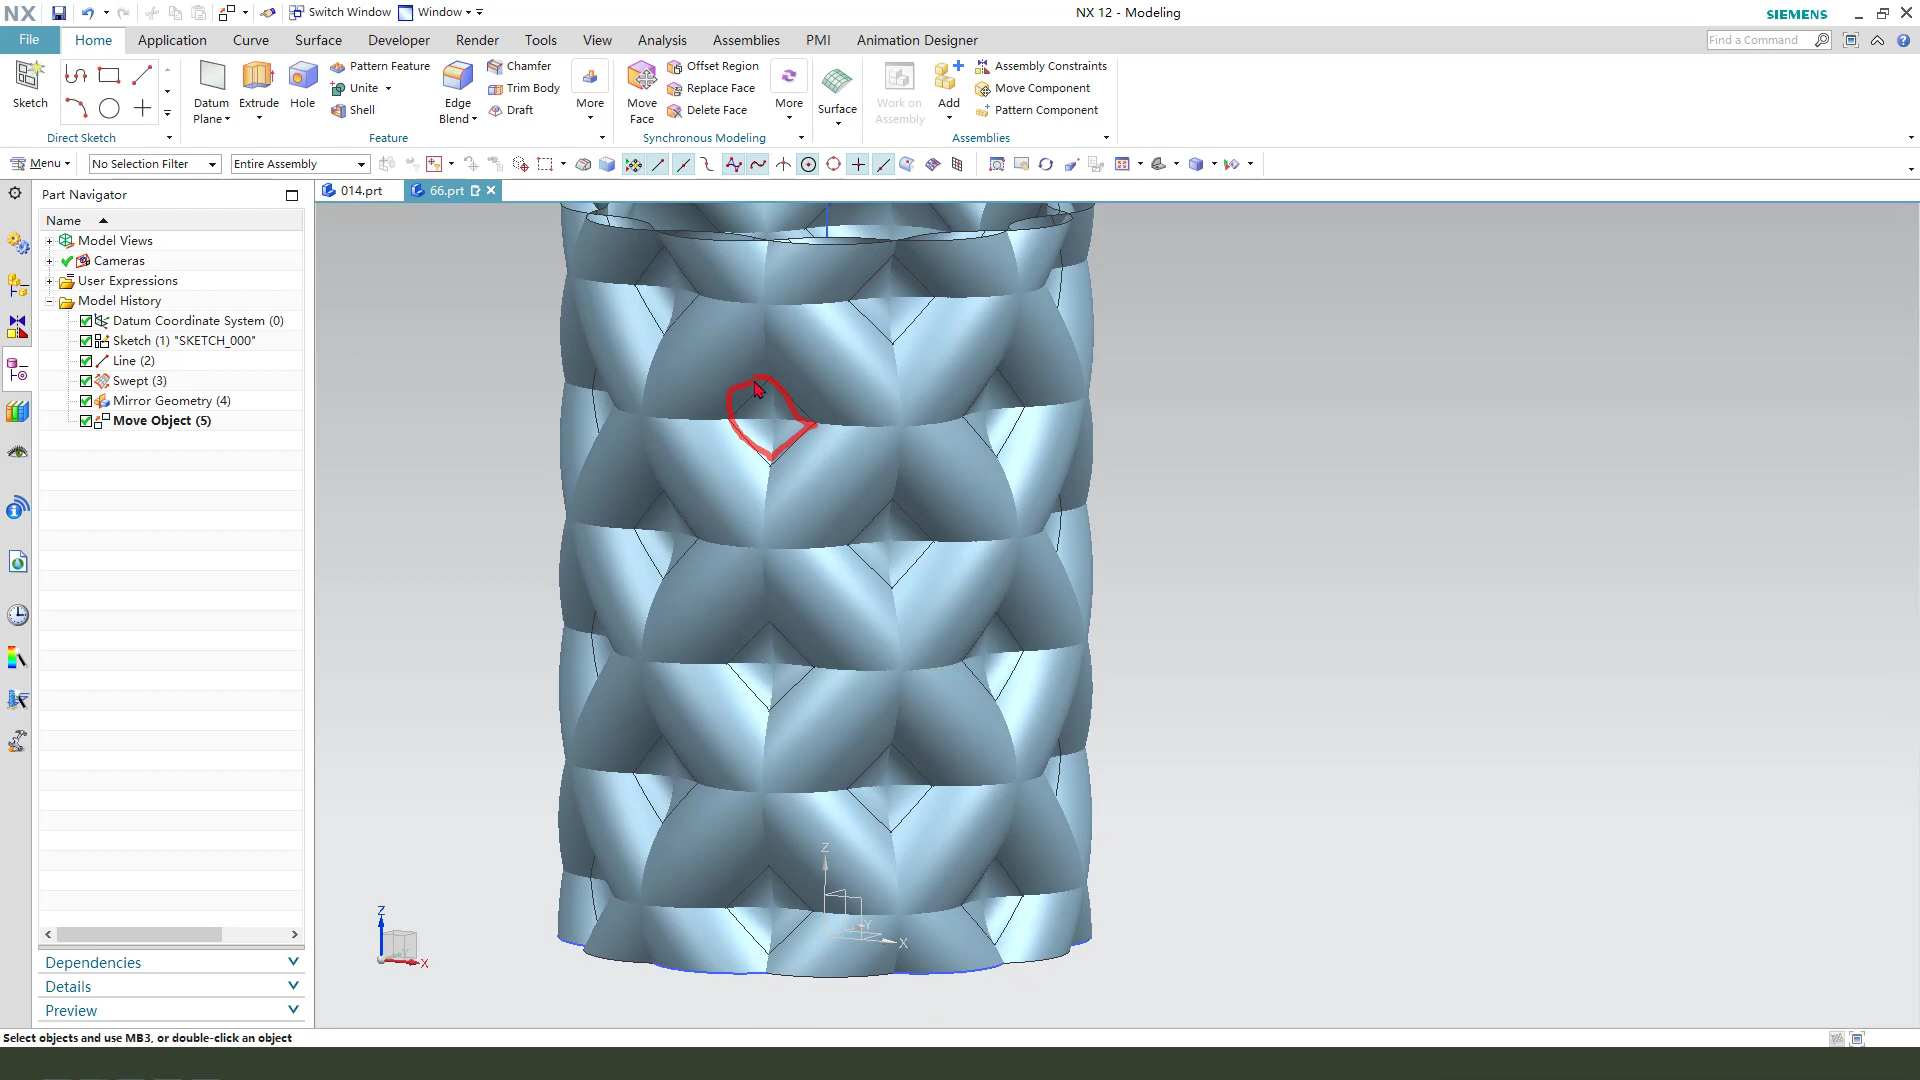 NX
Switch Window
Window
NX 12 - Modeling
SIEMENS
File
Home
Application
Curve
Surface
Developer
Render
Tools
View
Analysis
Assemblies
PMI
Animation Designer
Find a Command
Sketch
Direct Sketch
Datum
Plane
Extrude
Hole
Pattern Feature
Unite
Shell
Edge
Blend
Chamfer
Trim Body
Draft
More
Feature
Move
Face
Offset Region
Replace Face
Delete Face
More
Synchronous Modeling
Surface
Work on
Assembly
Add
Assembly Constraints
Move Component
Pattern Component
Assemblies
Menu
No Selection Filter
Entire Assembly
Part Navigator
014.prt
66.prt
Name
Model Views
Cameras
User Expressions
Model History
Datum Coordinate System (0)
Sketch (1) "SKETCH_000"
Line (2)
Swept (3)
Mirror Geometry (4)
Move Object (5)
Z
Y
X
Z
X
Dependencies
Details
Preview
Select objects and use MB3, or double-click an object